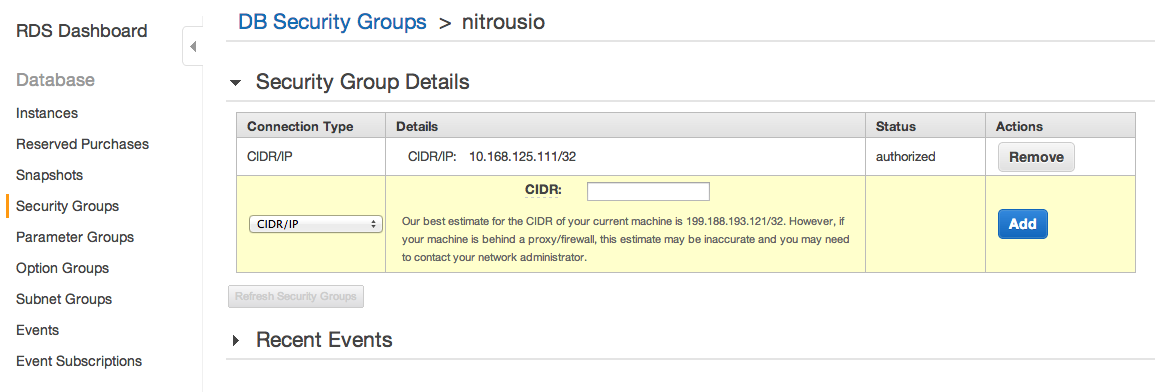 RDS Dashboard
Database
Instances
Reserved Purchases
Snapshots
Security Groups
Parameter Groups
Option Groups
Subnet Groups
Events
Event Subscriptions
DB Security Groups > nitrousio
Security Group Details
Connection Type Details Status Actions
CIDR/IP CIDR/IP: 10.168.125.111/32 authorized Remove
CIDR:
CIDR/IP
Our best estimate for the CIDR of your current machine is 199.188.193.121/32. However, if
your machine is behind a proxy/firewall, this estimate may be inaccurate and you may need
to contact your network administrator.
Add
Refresh Security Groups
Recent Events